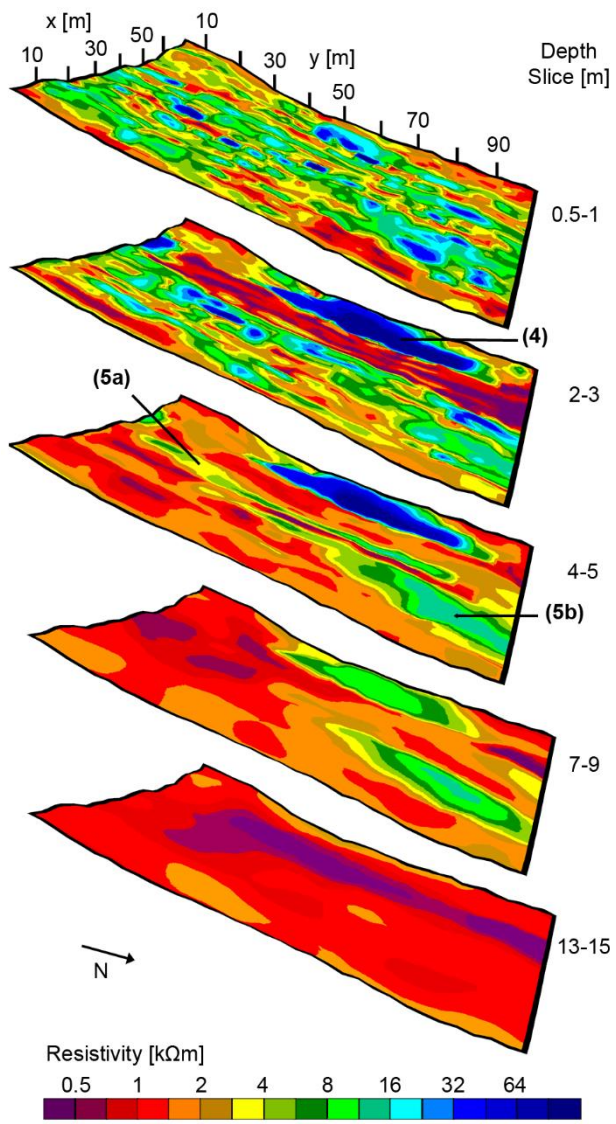 x [m]
10
30
50
10
30
y [m]
50
70
90
Depth
Slice [m]
0.5-1
(4)
2-3
(5a)
4-5
(5b)
7-9
13-15
N
Resistivity [kΩm]
0.5 1 2 4 8 16 32 64